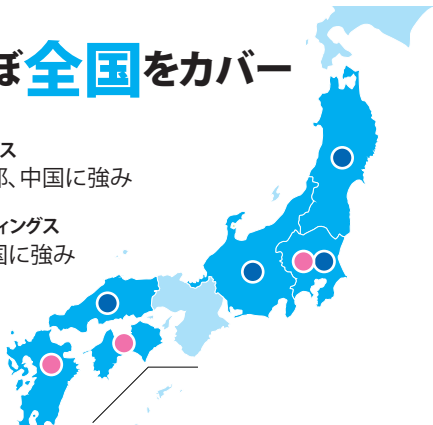 ぼ全国をカバー
ス
部、中国に強み
ィングス
国に強み